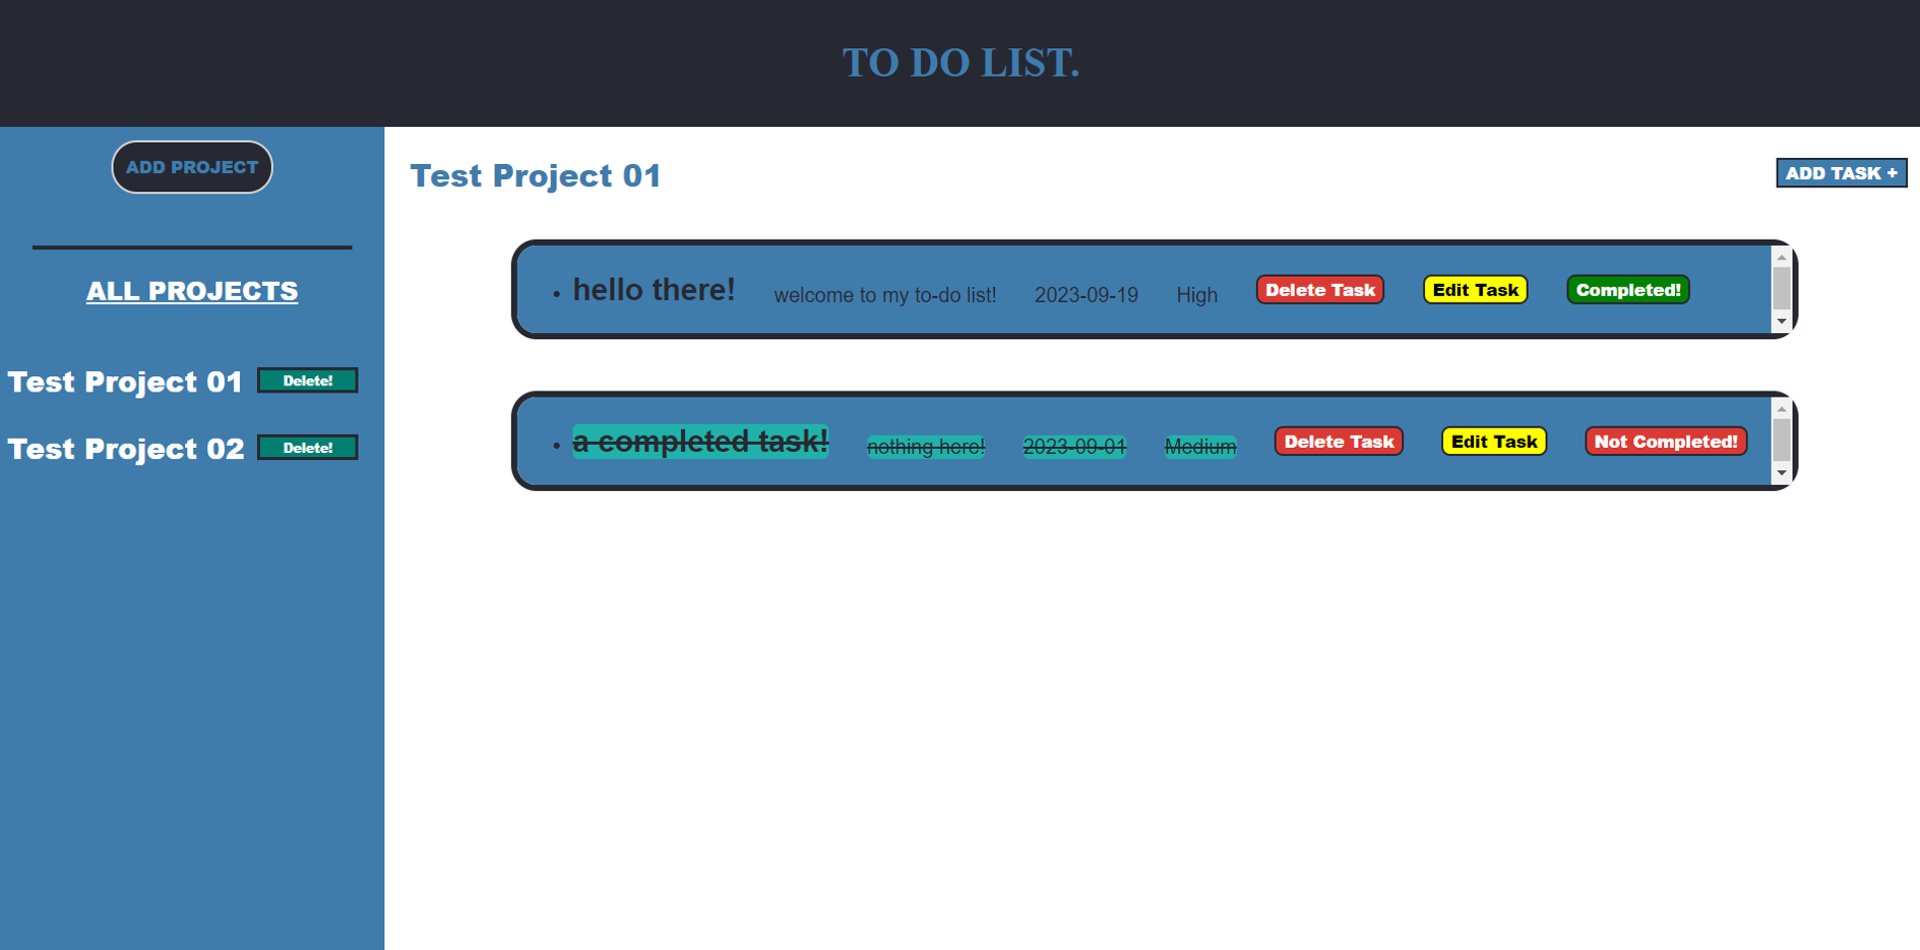 TO DO LIST.
ADD PROJECT
ALL PROJECTS
Test Project 01 Delete!
Test Project 02 Delete!
Test Project 01
ADD TASK +
hello there! welcome to my to-do list! 2023-09-19 High Delete Task Edit Task Completed!
a completed task! nothing here! 2023-09-01 Medium Delete Task Edit Task Not Completed!